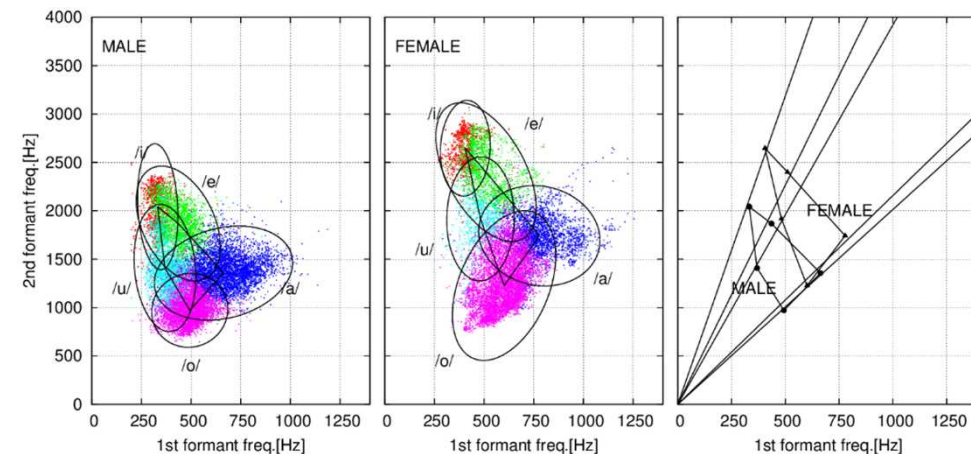 4000
3500
3000
2500
2000
1500
1000
500
0
2nd formant freq.[Hz]
MALE
/i/
/e/
/u/
/a/
/o/
0 250 500 750 1000 1250
1st formant freq.[Hz]
FEMALE
/i/
/e/
/u/
/a/
/o/
0 250 500 750 1000 1250
1st formant freq.[Hz]
FEMALE
MALE
0 250 500 750 1000 1250
1st formant freq.[Hz]